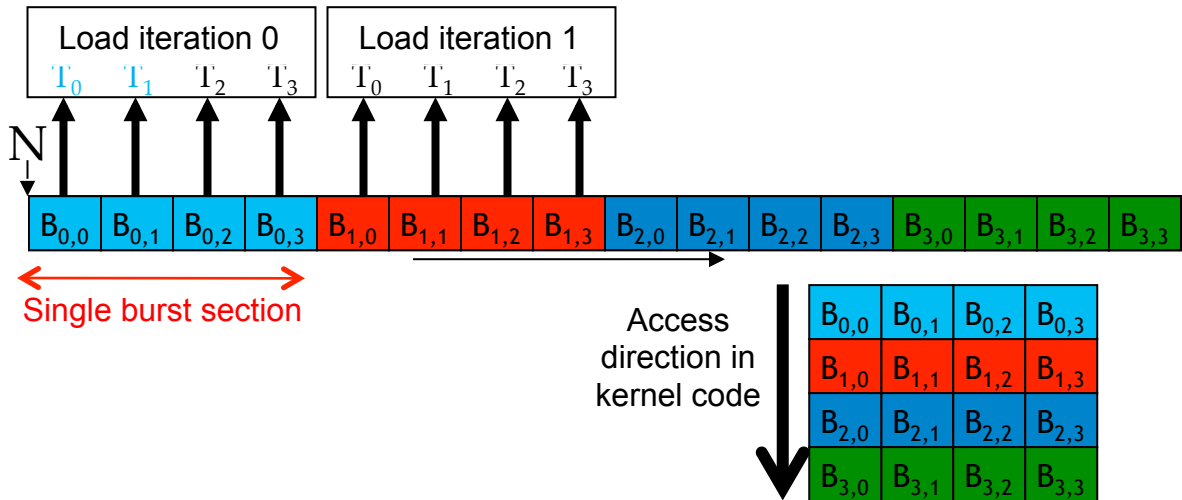 Load iteration 0 Load iteration 1
T0 T1 T2 T3 T0 T1 T2 T3
N
B0,0 B0,1 B0,2 B0,3 B1,0 B1,1 B1,2 B1,3 B2,0 B2,1 B2,2 B2,3 B3,0 B3,1 B3,2 B3,3
Single burst section
Access
direction in
kernel code
B0,0 B0,1 B0,2 B0,3
B1,0 B1,1 B1,2 B1,3
B2,0 B2,1 B2,2 B2,3
B3,0 B3,1 B3,2 B3,3